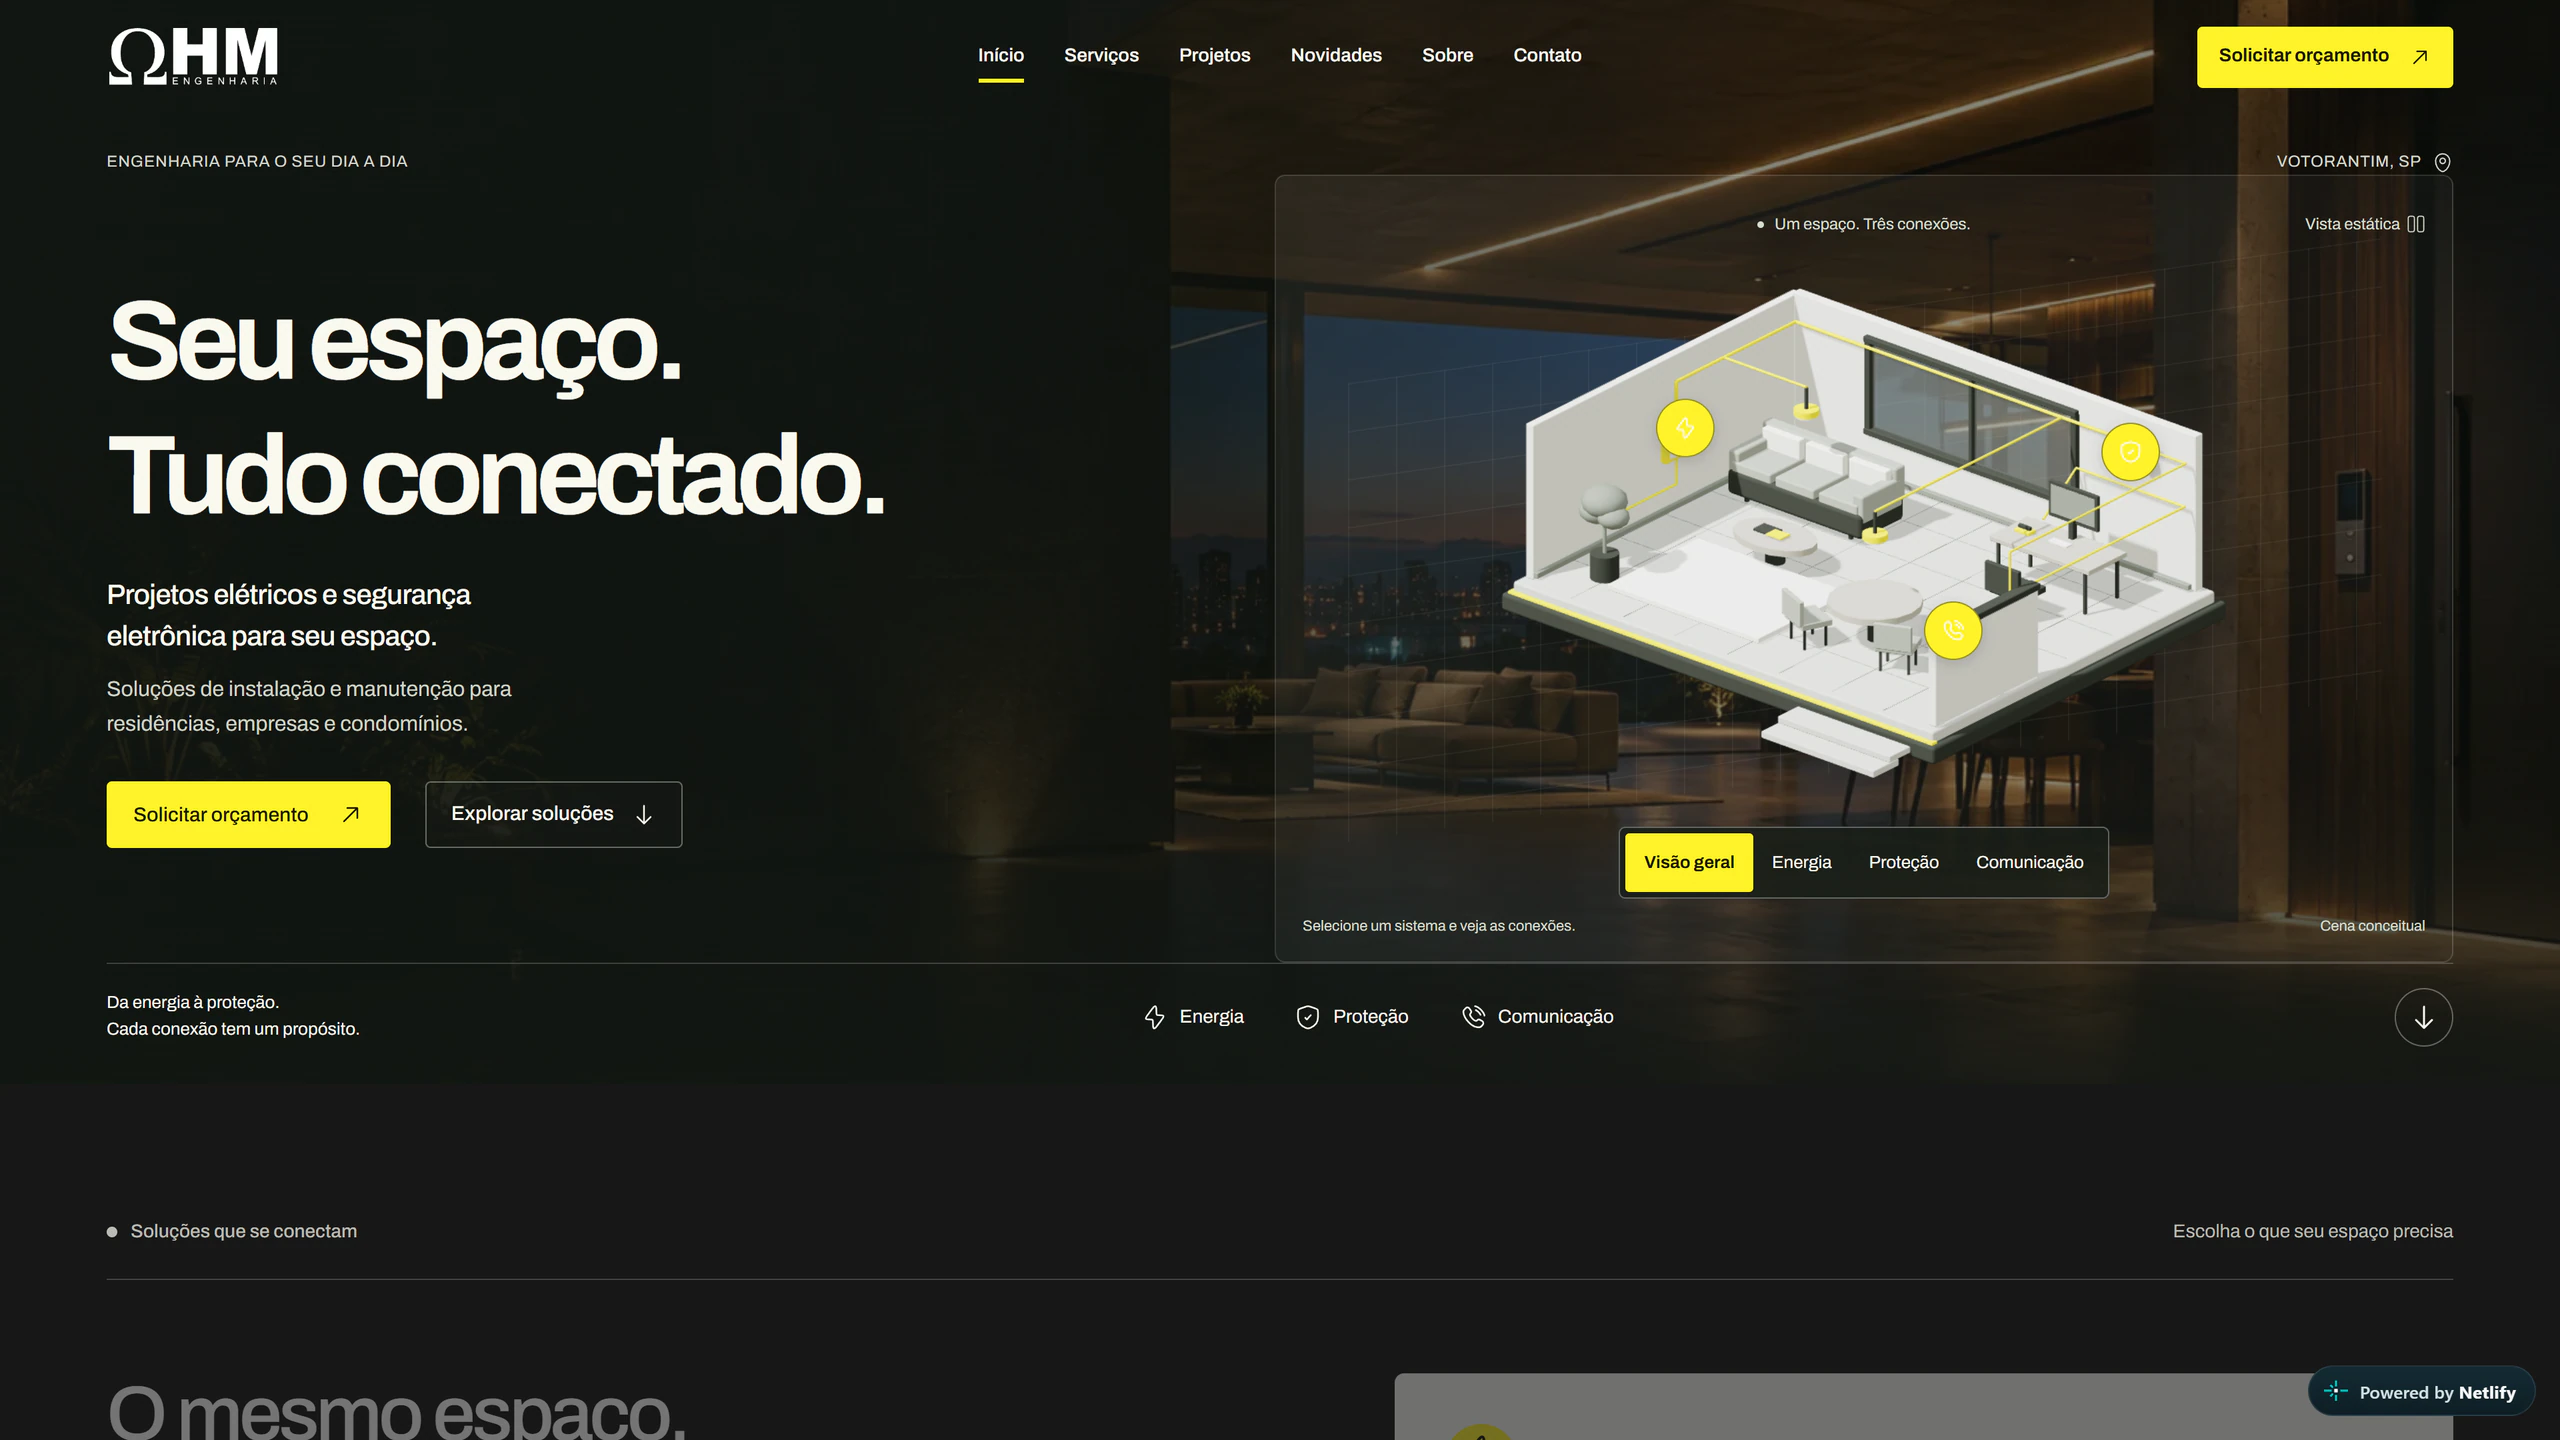 ΩHM
ENGENHARIA
Início
Serviços
Projetos
Novidades
Sobre
Contato
Solicitar orçamento
ENGENHARIA PARA O SEU DIA A DIA
VOTORANTIM, SP
Um espaço. Três conexões.
Vista estática
Seu espaço.
Tudo conectado.
Projetos elétricos e segurança
eletrônica para seu espaço.
Soluções de instalação e manutenção para
residências, empresas e condomínios.
Solicitar orçamento
Explorar soluções
Visão geral
Energia
Proteção
Comunicação
Selecione um sistema e veja as conexões.
Cena conceitual
Da energia à proteção.
Cada conexão tem um propósito.
Energia
Proteção
Comunicação
Soluções que se conectam
Escolha o que seu espaço precisa
O mesmo espaço.
Powered by Netlify